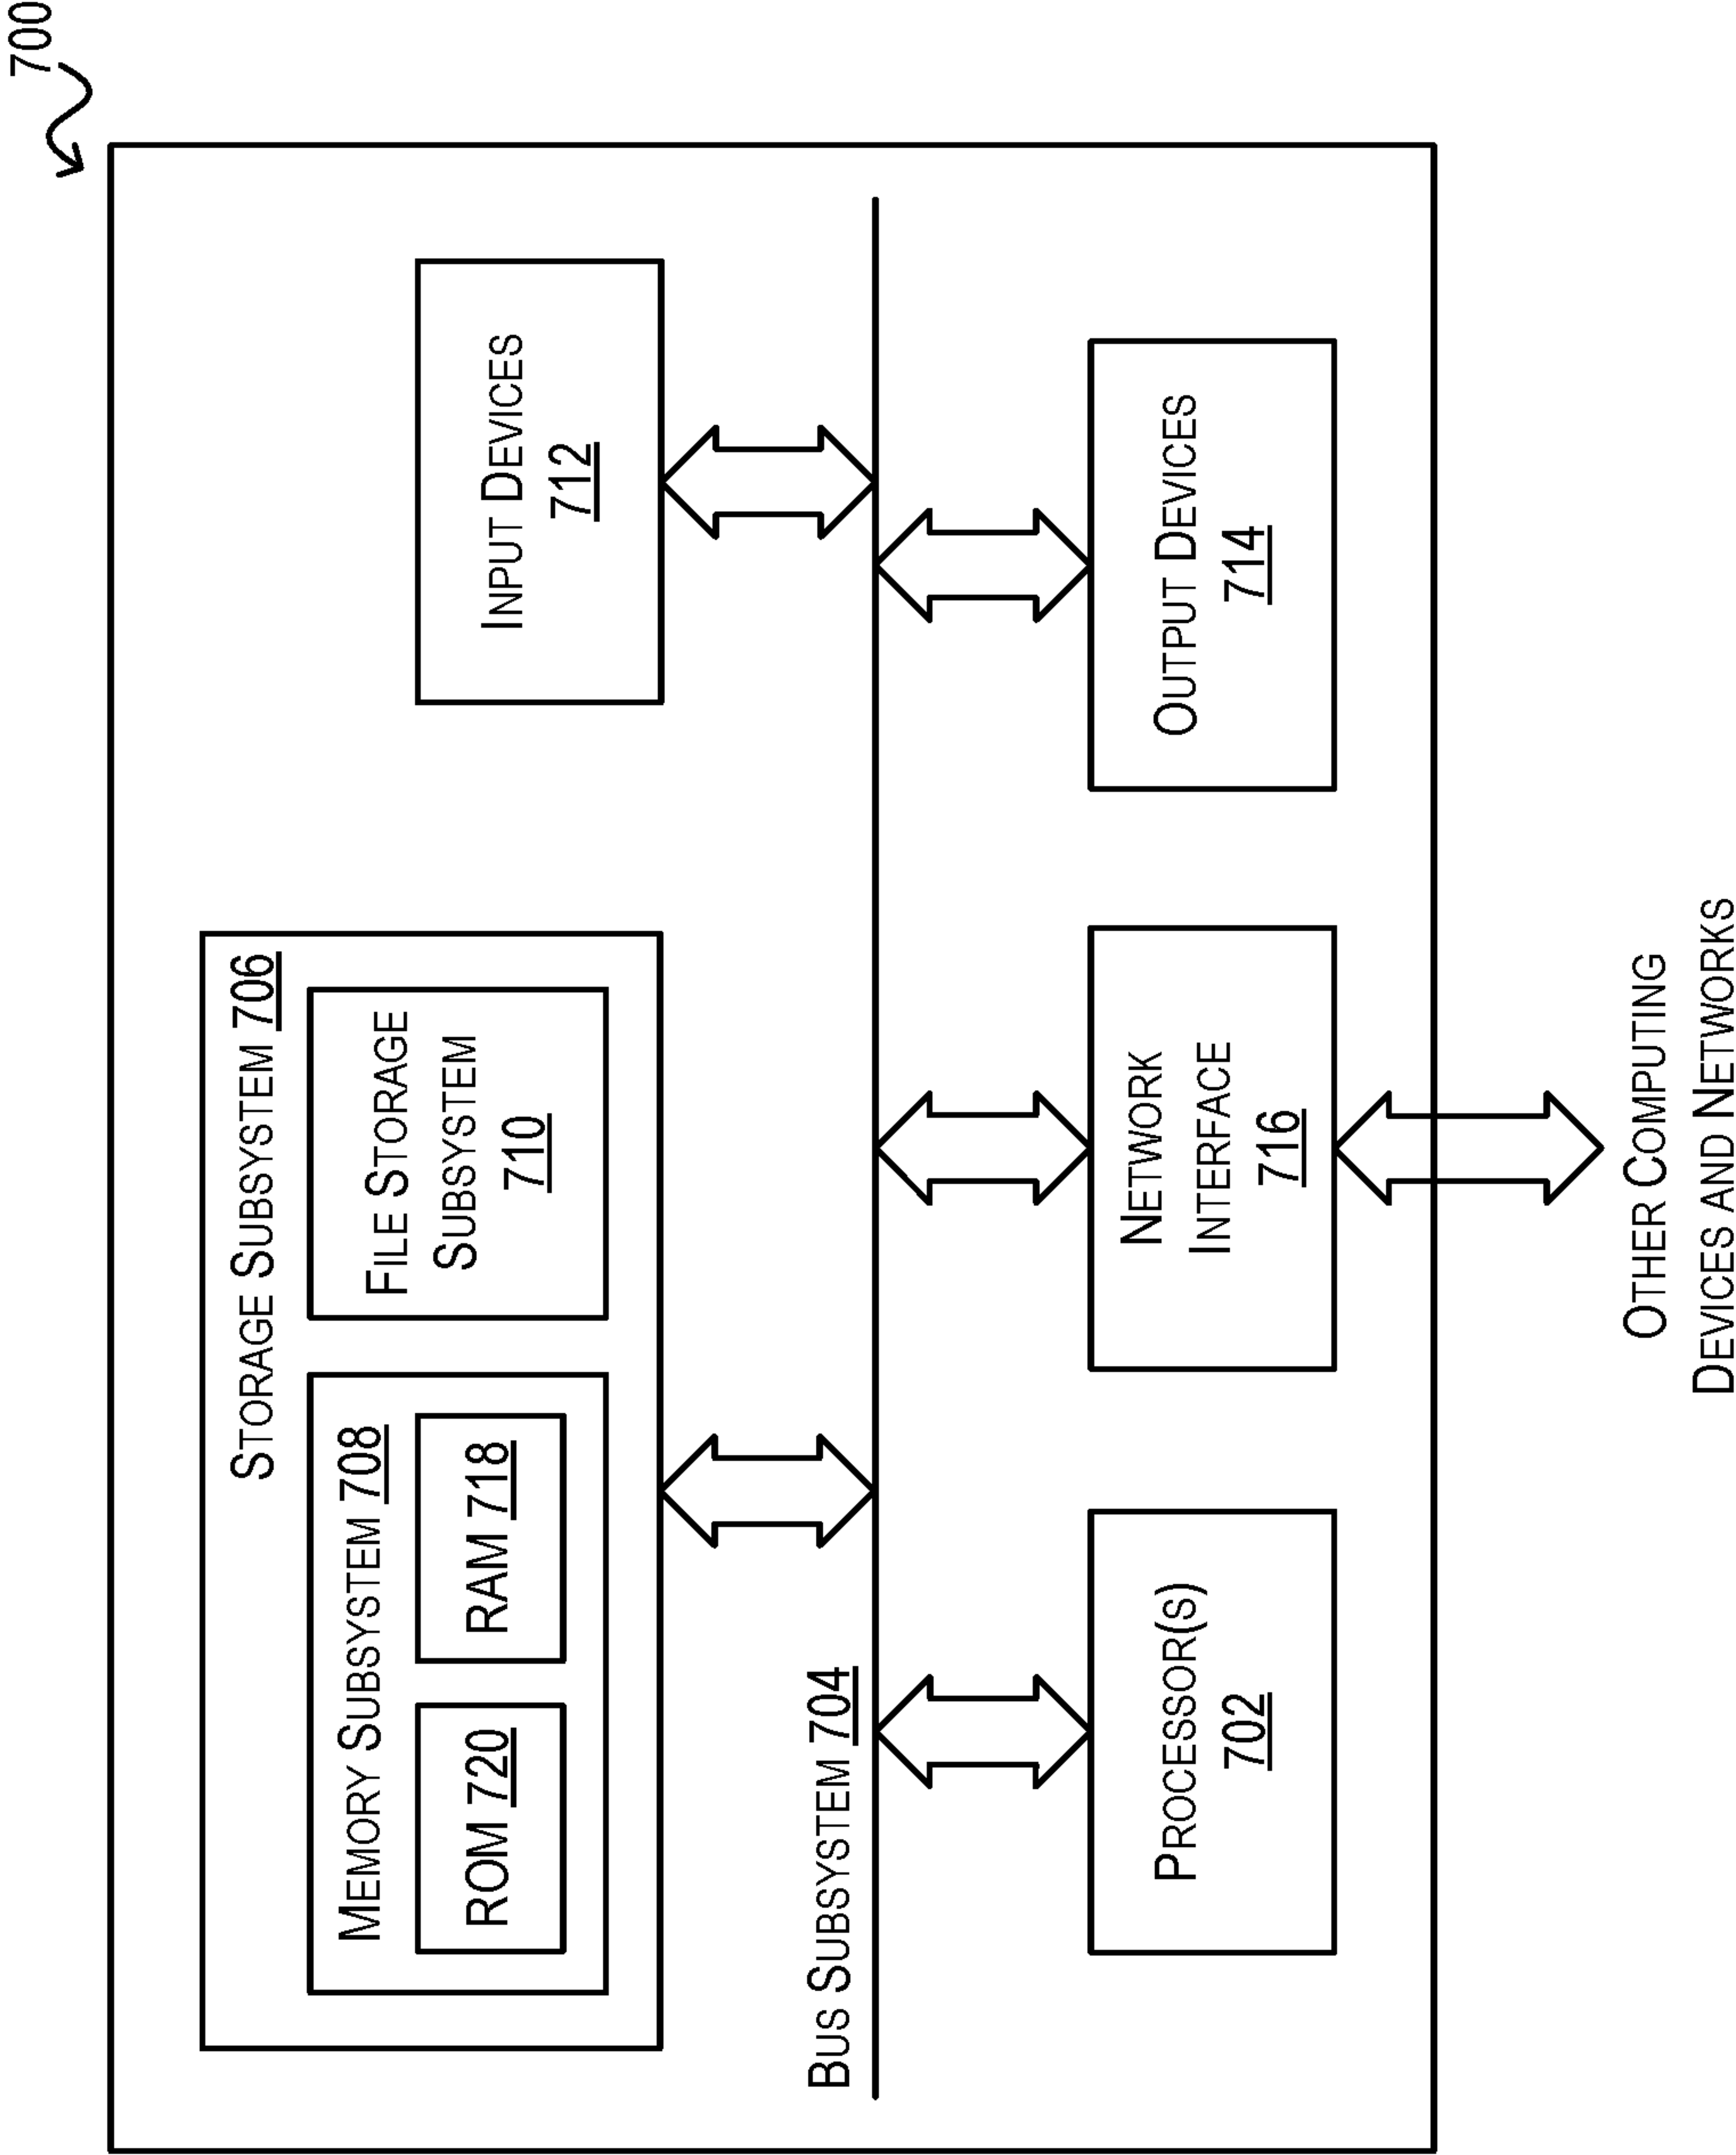 700
STORAGE SUBSYSTEM 706
MEMORY SUBSYSTEM 708
ROM 720
RAM 718
FILE STORAGE
SUBSYSTEM
710
INPUT DEVICES
712
BUS SUBSYSTEM 704
PROCESSOR(S)
702
NETWORK
INTERFACE
716
OUTPUT DEVICES
714
OTHER COMPUTING
DEVICES AND NETWORKS